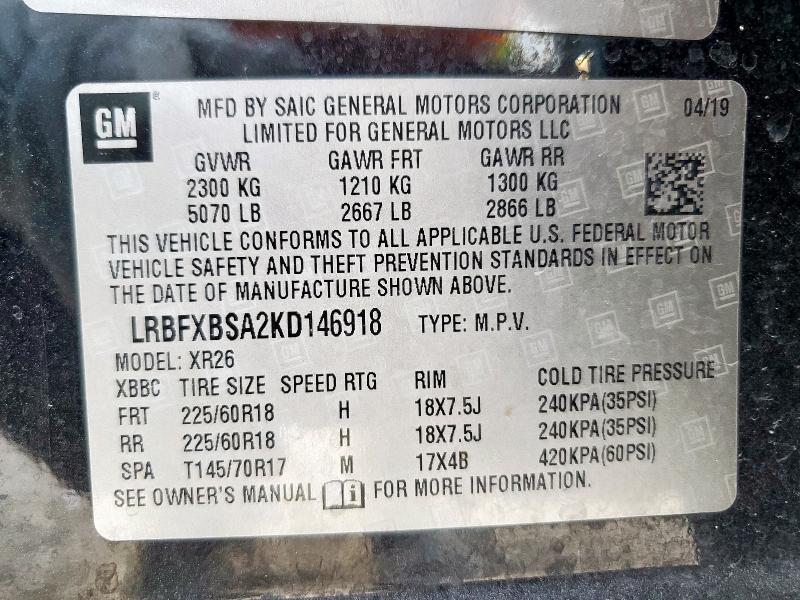 GM
MFD BY SAIC GENERAL MOTORS CORPORATION 04/19
LIMITED FOR GENERAL MOTORS LLC
GVWR GAWR FRT GAWR RR
2300 KG 1210 KG 1300 KG
5070 LB 2667 LB 2866 LB
THIS VEHICLE CONFORMS TO ALL APPLICABLE U.S. FEDERAL MOTOR
VEHICLE SAFETY AND THEFT PREVENTION STANDARDS IN EFFECT ON
THE DATE OF MANUFACTURE SHOWN ABOVE.
LRBFXBSA2KD146918 TYPE: M.P.V.
MODEL: XR26
XBBC TIRE SIZE SPEED RTG RIM COLD TIRE PRESSURE
FRT 225/60R18 H 18X7.5J 240KPA(35PSI)
RR 225/60R18 H 18X7.5J 240KPA(35PSI)
SPA T145/70R17 M 17X4B 420KPA(60PSI)
SEE OWNER'S MANUAL i FOR MORE INFORMATION.